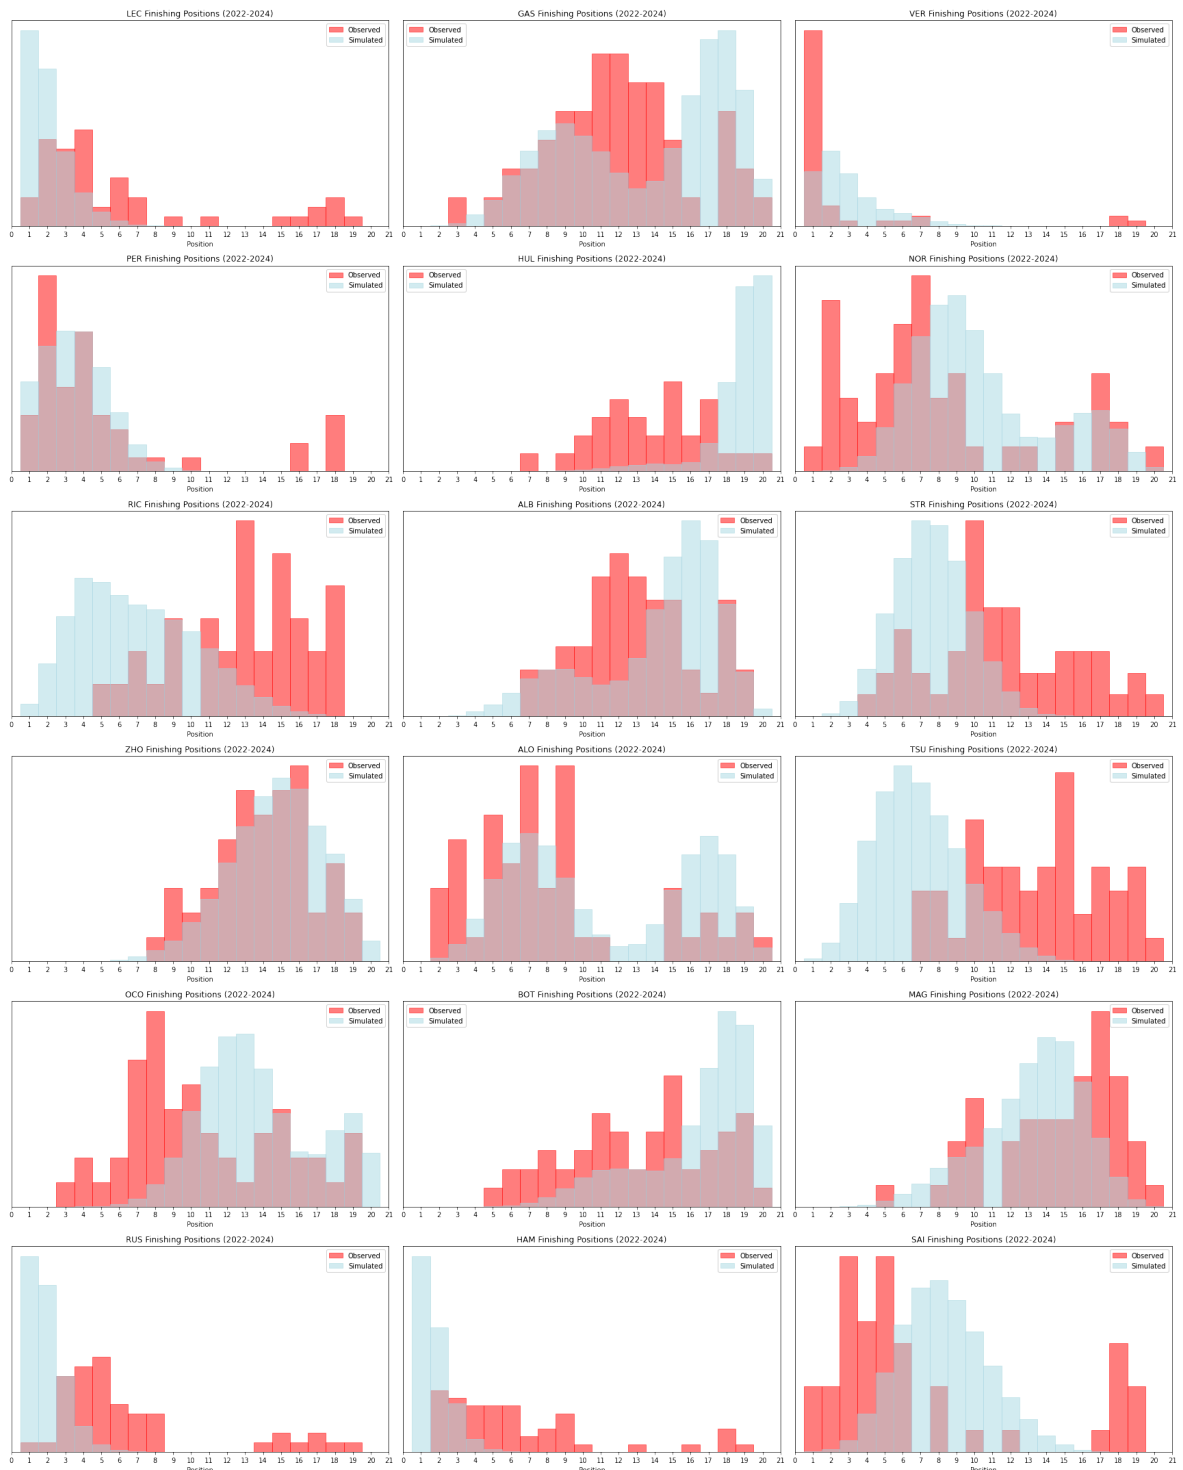 LEC Finishing Positions (2022-2024)
Observed
Simulated
0 1 2 3 4 5 6 7 8 9 10 11 12 13 14 15 16 17 18 19 20 21
Position
GAS Finishing Positions (2022-2024)
Observed
Simulated
0 1 2 3 4 5 6 7 8 9 10 11 12 13 14 15 16 17 18 19 20 21
Position
VER Finishing Positions (2022-2024)
Observed
Simulated
0 1 2 3 4 5 6 7 8 9 10 11 12 13 14 15 16 17 18 19 20 21
Position
PER Finishing Positions (2022-2024)
Observed
Simulated
0 1 2 3 4 5 6 7 8 9 10 11 12 13 14 15 16 17 18 19 20 21
Position
HUL Finishing Positions (2022-2024)
Observed
Simulated
0 1 2 3 4 5 6 7 8 9 10 11 12 13 14 15 16 17 18 19 20 21
Position
NOR Finishing Positions (2022-2024)
Observed
Simulated
0 1 2 3 4 5 6 7 8 9 10 11 12 13 14 15 16 17 18 19 20 21
Position
RIC Finishing Positions (2022-2024)
Observed
Simulated
0 1 2 3 4 5 6 7 8 9 10 11 12 13 14 15 16 17 18 19 20 21
Position
ALB Finishing Positions (2022-2024)
Observed
Simulated
0 1 2 3 4 5 6 7 8 9 10 11 12 13 14 15 16 17 18 19 20 21
Position
STR Finishing Positions (2022-2024)
Observed
Simulated
0 1 2 3 4 5 6 7 8 9 10 11 12 13 14 15 16 17 18 19 20 21
Position
ZHO Finishing Positions (2022-2024)
Observed
Simulated
0 1 2 3 4 5 6 7 8 9 10 11 12 13 14 15 16 17 18 19 20 21
Position
ALO Finishing Positions (2022-2024)
Observed
Simulated
0 1 2 3 4 5 6 7 8 9 10 11 12 13 14 15 16 17 18 19 20 21
Position
TSU Finishing Positions (2022-2024)
Observed
Simulated
0 1 2 3 4 5 6 7 8 9 10 11 12 13 14 15 16 17 18 19 20 21
Position
OCO Finishing Positions (2022-2024)
Observed
Simulated
0 1 2 3 4 5 6 7 8 9 10 11 12 13 14 15 16 17 18 19 20 21
Position
BOT Finishing Positions (2022-2024)
Observed
Simulated
0 1 2 3 4 5 6 7 8 9 10 11 12 13 14 15 16 17 18 19 20 21
Position
MAG Finishing Positions (2022-2024)
Observed
Simulated
0 1 2 3 4 5 6 7 8 9 10 11 12 13 14 15 16 17 18 19 20 21
Position
RUS Finishing Positions (2022-2024)
Observed
Simulated
0 1 2 3 4 5 6 7 8 9 10 11 12 13 14 15 16 17 18 19 20 21
Position
HAM Finishing Positions (2022-2024)
Observed
Simulated
0 1 2 3 4 5 6 7 8 9 10 11 12 13 14 15 16 17 18 19 20 21
Position
SAI Finishing Positions (2022-2024)
Observed
Simulated
0 1 2 3 4 5 6 7 8 9 10 11 12 13 14 15 16 17 18 19 20 21
Position